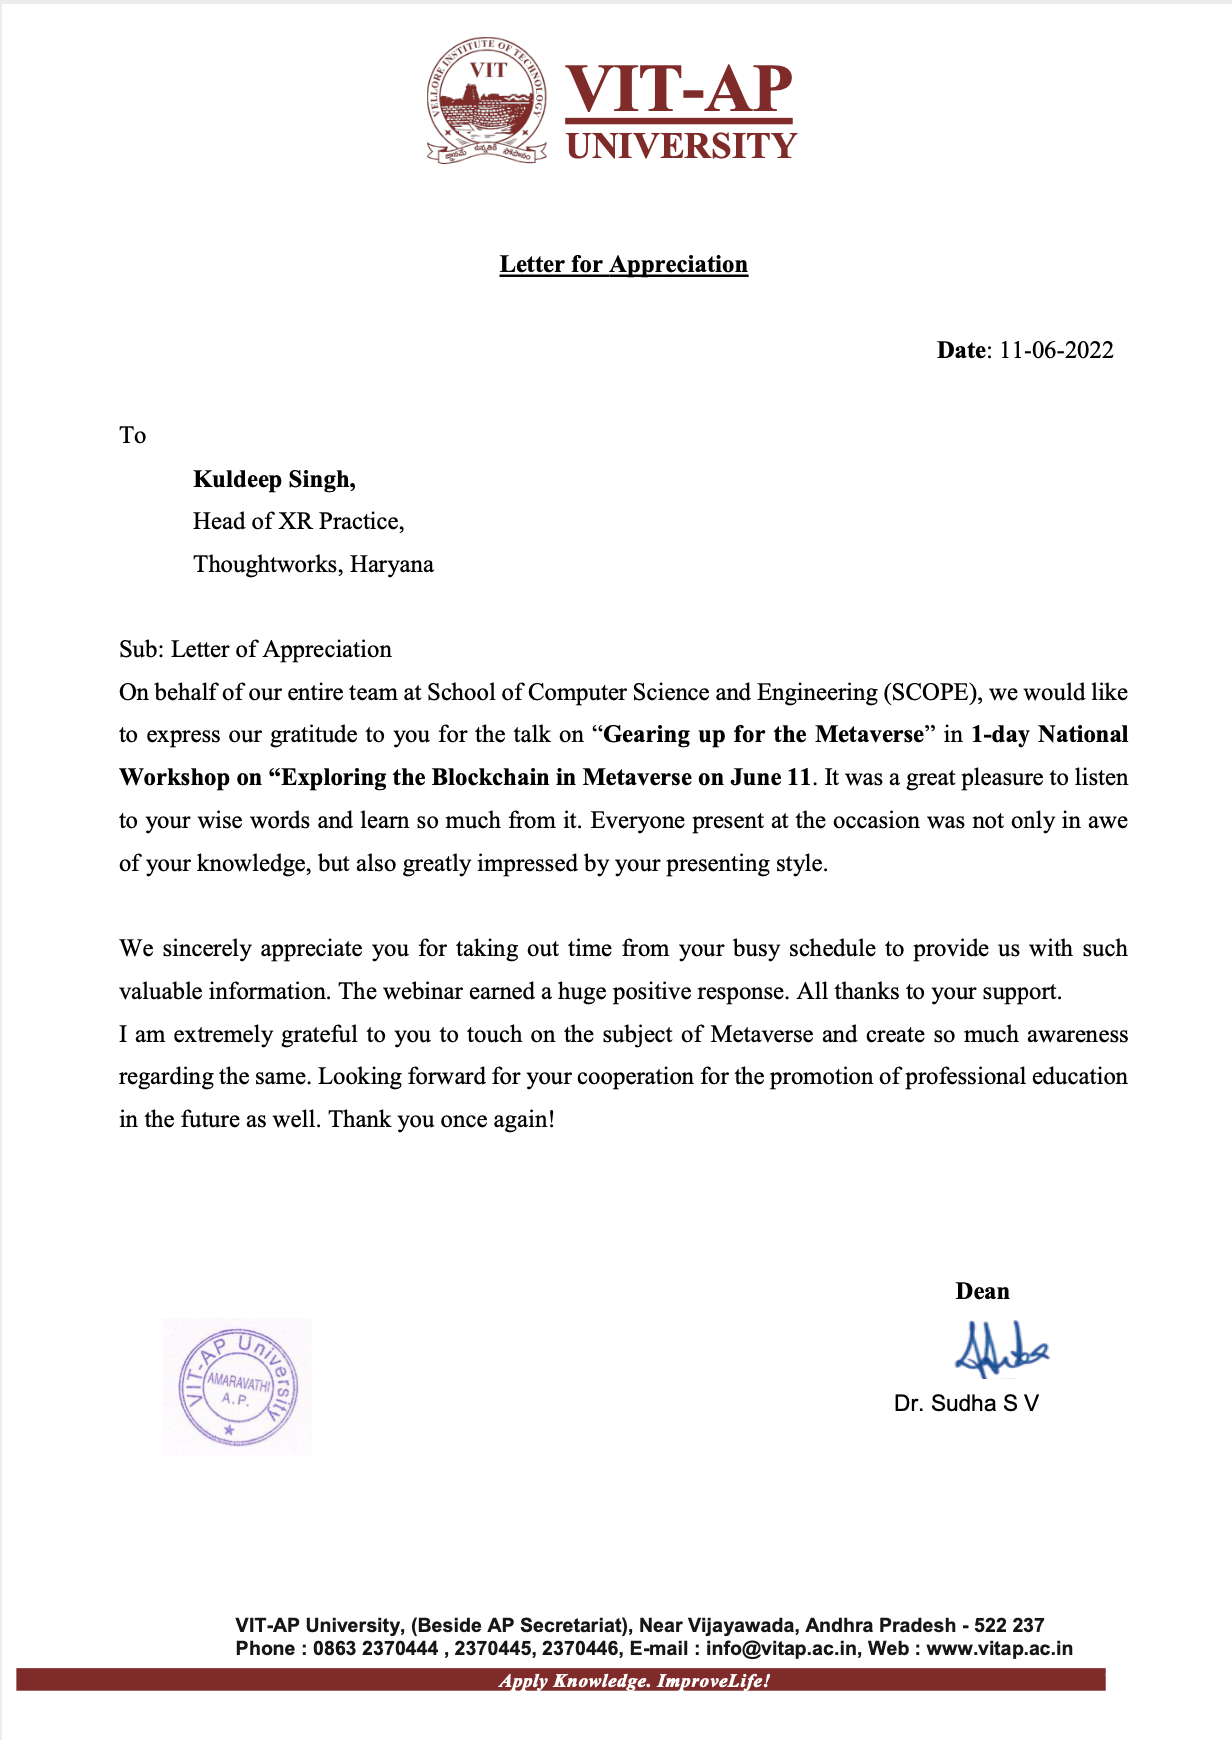 VELLORE INSTITUTE OF TECHNOLOGY
VIT
జ్ఞానమే ఉన్నతికి సోపానం
VIT-AP
UNIVERSITY
Letter for Appreciation
Date: 11-06-2022
To
Kuldeep Singh,
Head of XR Practice,
Thoughtworks, Haryana
Sub: Letter of Appreciation
On behalf of our entire team at School of Computer Science and Engineering (SCOPE), we would like
to express our gratitude to you for the talk on “Gearing up for the Metaverse” in 1-day National
Workshop on “Exploring the Blockchain in Metaverse on June 11. It was a great pleasure to listen
to your wise words and learn so much from it. Everyone present at the occasion was not only in awe
of your knowledge, but also greatly impressed by your presenting style.
We sincerely appreciate you for taking out time from your busy schedule to provide us with such
valuable information. The webinar earned a huge positive response. All thanks to your support.
I am extremely grateful to you to touch on the subject of Metaverse and create so much awareness
regarding the same. Looking forward for your cooperation for the promotion of professional education
in the future as well. Thank you once again!
Dean
Dr. Sudha S V
VIT-AP University
AMARAVATHI
A.P.
VIT-AP University, (Beside AP Secretariat), Near Vijayawada, Andhra Pradesh - 522 237
Phone : 0863 2370444 , 2370445, 2370446, E-mail : info@vitap.ac.in, Web : www.vitap.ac.in
Apply Knowledge. ImproveLife!